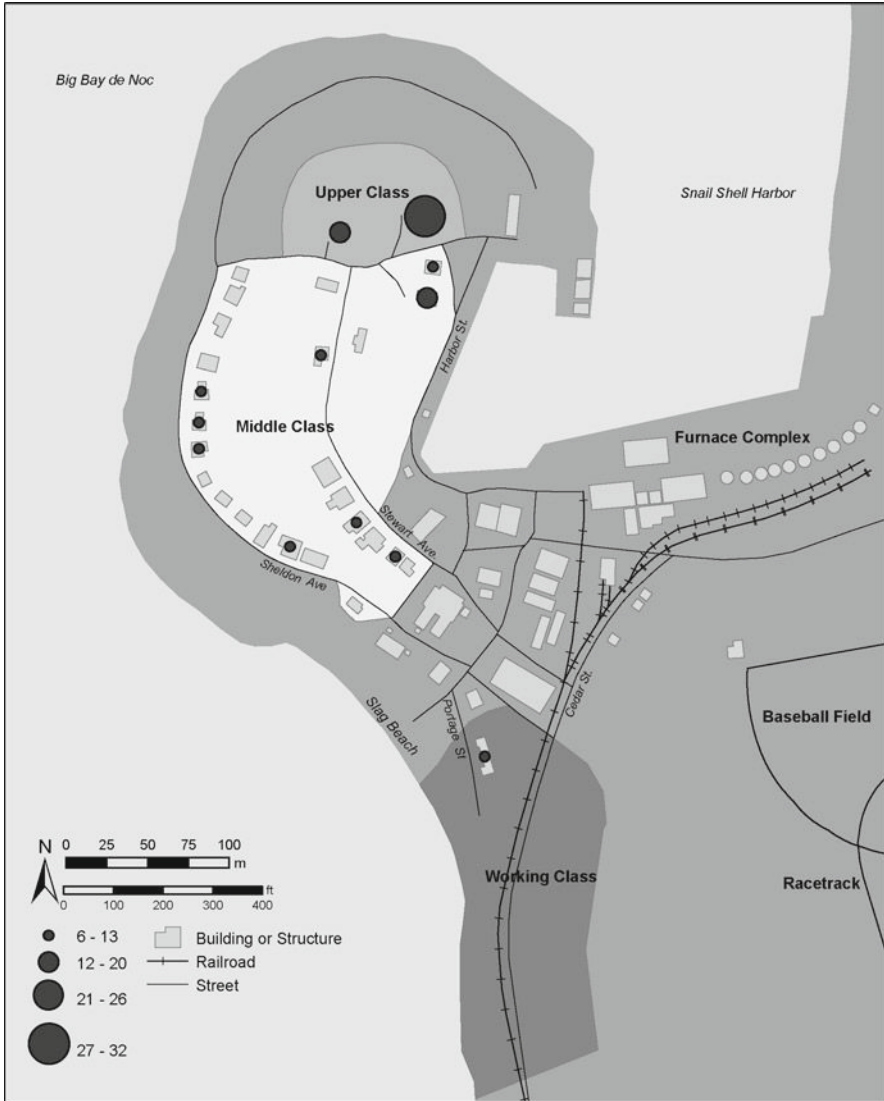 Big Bay de Noc
Snail Shell Harbor
Upper Class
Harbor St.
Middle Class
Furnace Complex
Stewart Ave.
Sheldon Ave
Cedar St.
Slag Beach
Portage St
Baseball Field
Working Class
Racetrack
N
0 25 50 75 100
m
ft
0 100 200 300 400
6 - 13
12 - 20
21 - 26
27 - 32
Building or Structure
Railroad
Street